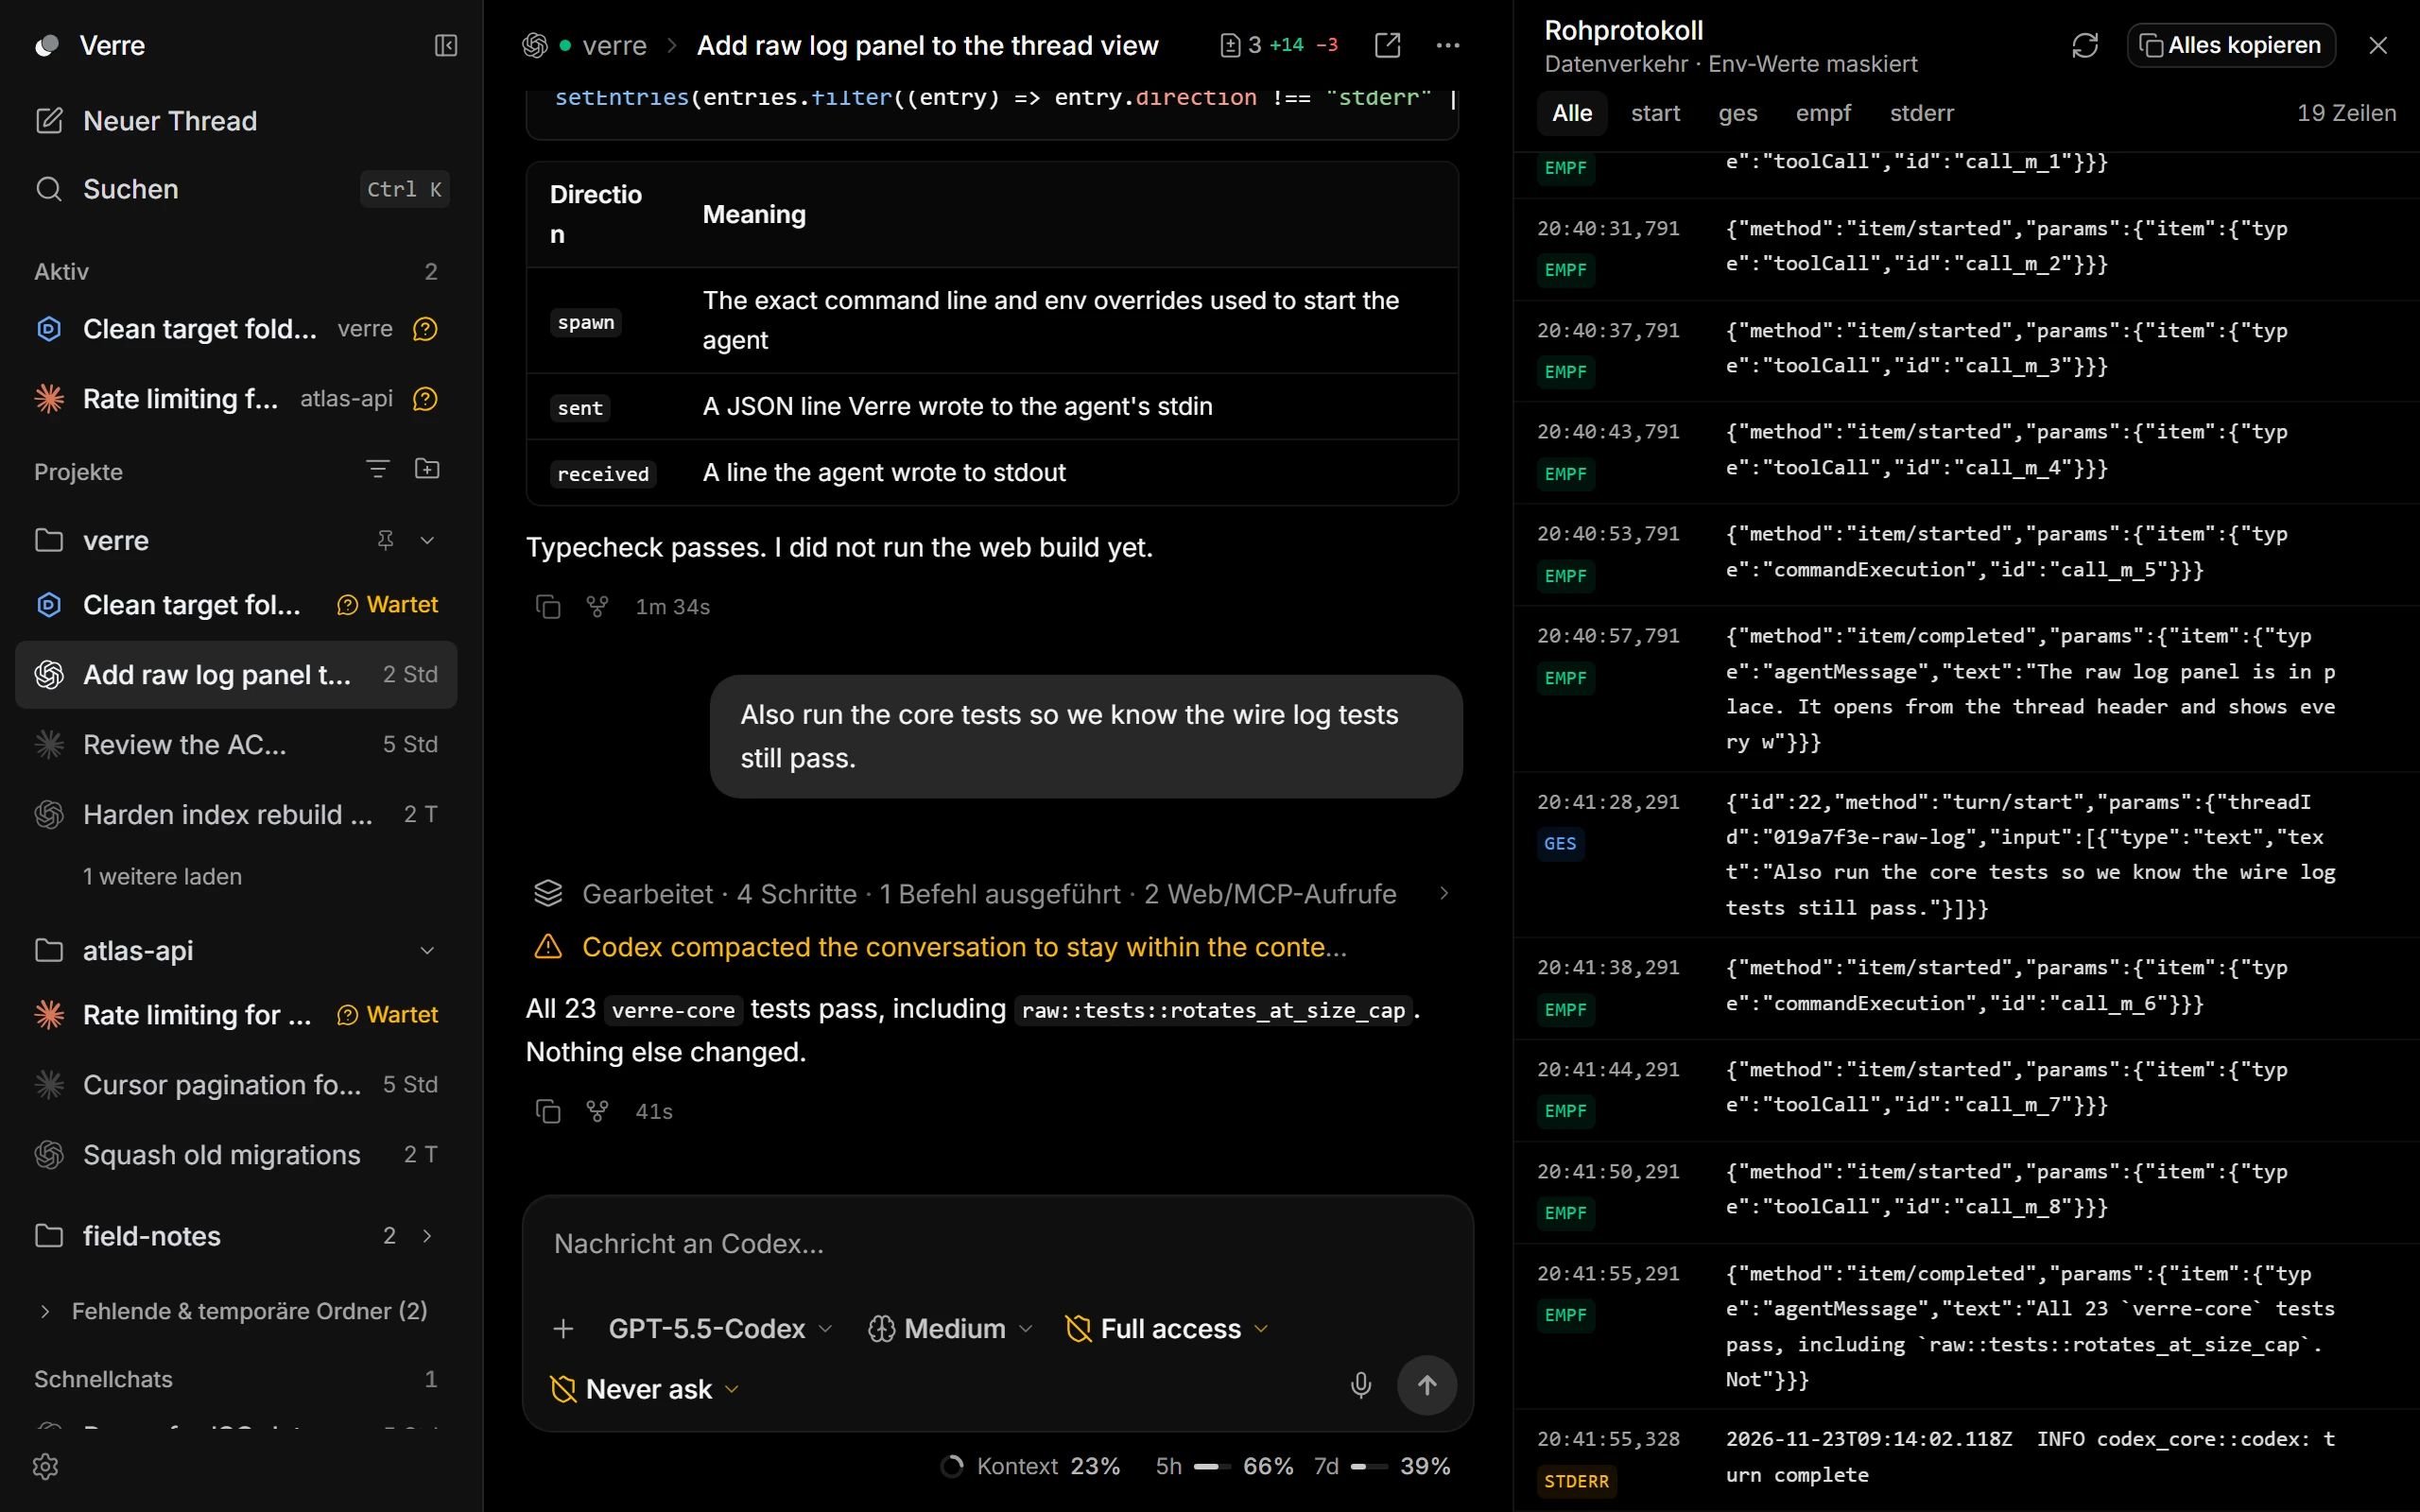 Verre
Neuer Thread
Suchen
Ctrl K
Aktiv
2
Clean target fold... verre
Rate limiting f... atlas-api
Projekte
verre
Clean target fol... Wartet
Add raw log panel t... 2 Std
Review the AC... 5 Std
Harden index rebuild ... 2 T
1 weitere laden
atlas-api
Rate limiting for ... Wartet
Cursor pagination fo... 5 Std
Squash old migrations 2 T
field-notes 2
Fehlende & temporäre Ordner (2)
Schnellchats 1
verre > Add raw log panel to the thread view
3 +14 −3
setEntries(entries.filter((entry) => entry.direction !== "stderr" |
Directio
n
Meaning
spawn
The exact command line and env overrides used to start the
agent
sent
A JSON line Verre wrote to the agent's stdin
received
A line the agent wrote to stdout
Typecheck passes. I did not run the web build yet.
1m 34s
Also run the core tests so we know the wire log tests
still pass.
Gearbeitet · 4 Schritte · 1 Befehl ausgeführt · 2 Web/MCP-Aufrufe
Codex compacted the conversation to stay within the conte...
All 23 verre-core tests pass, including raw::tests::rotates_at_size_cap.
Nothing else changed.
41s
Nachricht an Codex...
GPT-5.5-Codex
Medium
Full access
Never ask
Kontext 23% 5h 66% 7d 39%
Rohprotokoll
Datenverkehr · Env-Werte maskiert
Alles kopieren
Alle start ges empf stderr
19 Zeilen
EMPF
e":"toolCall","id":"call_m_1"}}}
20:40:31,791
EMPF
{"method":"item/started","params":{"item":{"typ
e":"toolCall","id":"call_m_2"}}}
20:40:37,791
EMPF
{"method":"item/started","params":{"item":{"typ
e":"toolCall","id":"call_m_3"}}}
20:40:43,791
EMPF
{"method":"item/started","params":{"item":{"typ
e":"toolCall","id":"call_m_4"}}}
20:40:53,791
EMPF
{"method":"item/started","params":{"item":{"typ
e":"commandExecution","id":"call_m_5"}}}
20:40:57,791
EMPF
{"method":"item/completed","params":{"item":{"typ
e":"agentMessage","text":"The raw log panel is in p
lace. It opens from the thread header and shows eve
ry w"}}}
20:41:28,291
GES
{"id":22,"method":"turn/start","params":{"threadI
d":"019a7f3e-raw-log","input":[{"type":"text","tex
t":"Also run the core tests so we know the wire log
tests still pass."}]}}
20:41:38,291
EMPF
{"method":"item/started","params":{"item":{"typ
e":"commandExecution","id":"call_m_6"}}}
20:41:44,291
EMPF
{"method":"item/started","params":{"item":{"typ
e":"toolCall","id":"call_m_7"}}}
20:41:50,291
EMPF
{"method":"item/started","params":{"item":{"typ
e":"toolCall","id":"call_m_8"}}}
20:41:55,291
EMPF
{"method":"item/completed","params":{"item":{"typ
e":"agentMessage","text":"All 23 `verre-core` tests
pass, including `raw::tests::rotates_at_size_cap`.
Not"}}}
20:41:55,328
STDERR
2026-11-23T09:14:02.118Z  INFO codex_core::codex: t
urn complete